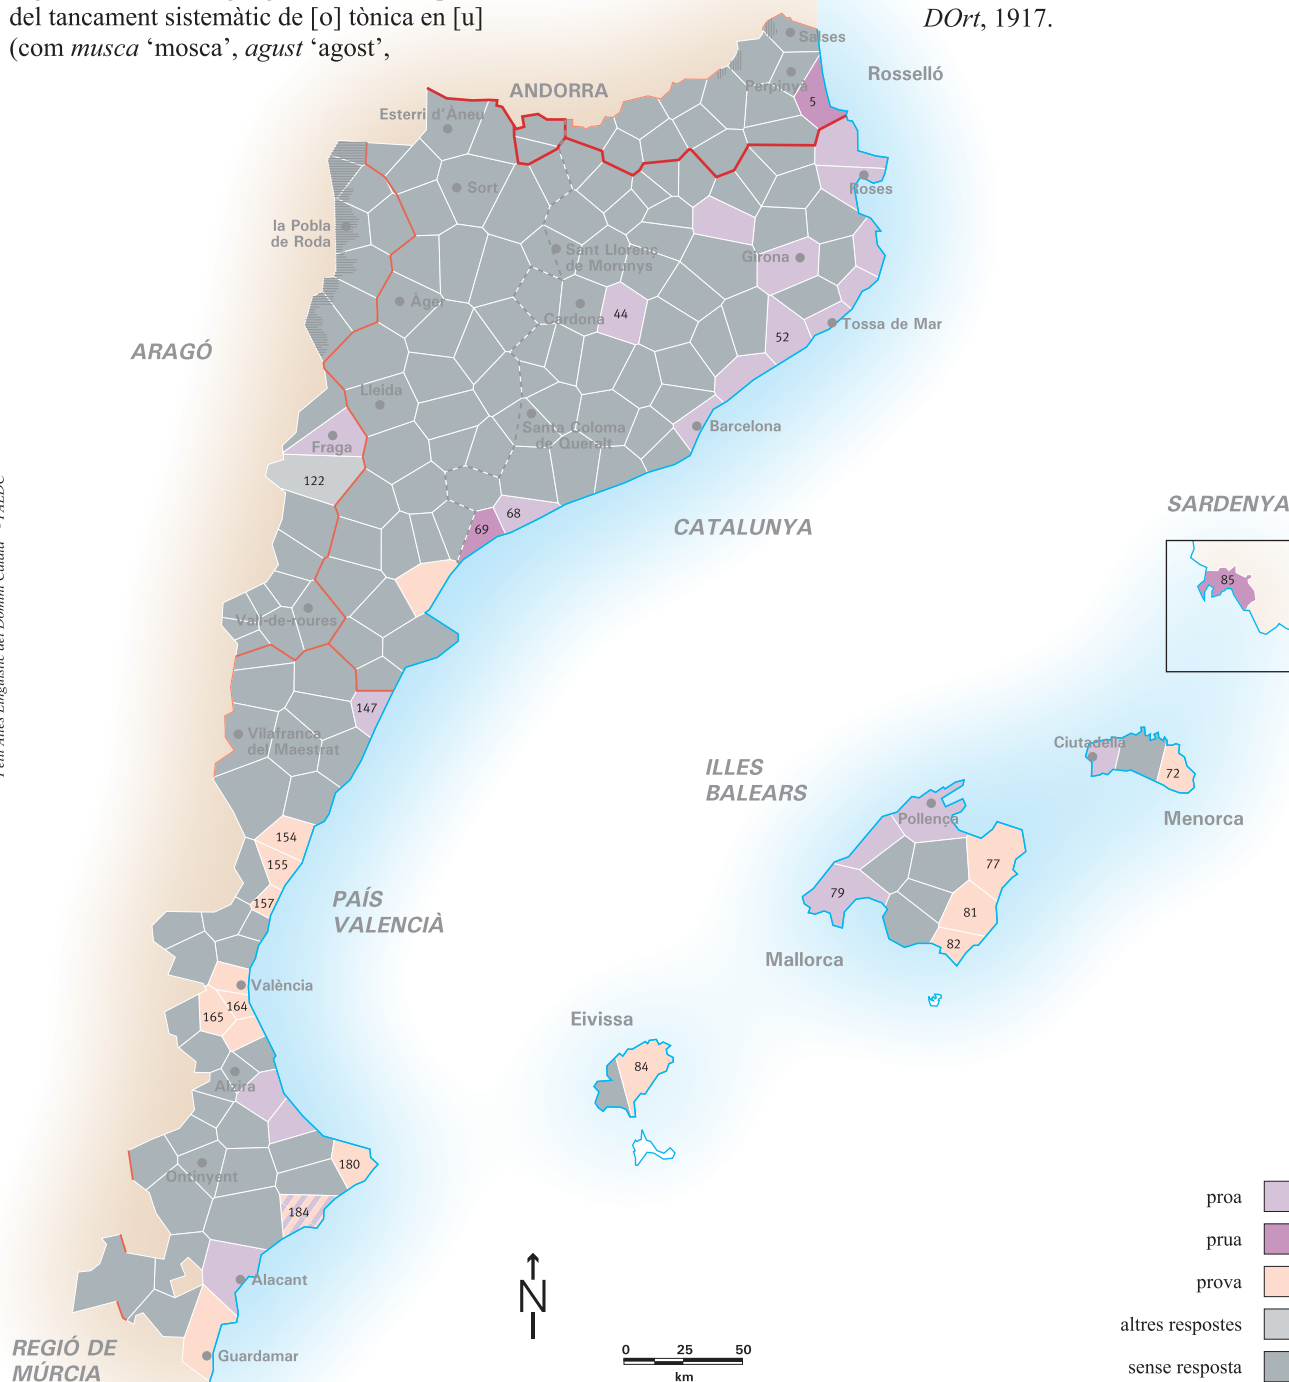 del tancament sistemàtic de [o] tònica en [u]
(com musca ‘mosca’, agust ‘agost’,
DOrt, 1917.
Salses
Rosselló
Perpinyà
5
ANDORRA
Esterri d'Àneu
Sort
Roses
la Pobla
de Roda
Sant Llorenç
de Morunys
Girona
Àger
Cardona
44
52
Tossa de Mar
ARAGÓ
Lleida
Santa Coloma
de Queralt
Barcelona
Fraga
122
68
69
CATALUNYA
SARDENYA
85
Vall-de-roures
147
Vilafranca
del Maestrat
ILLES
BALEARS
Ciutadella
72
Menorca
Pollença
77
79
81
82
Mallorca
154
155
157
PAÍS
VALENCIÀ
València
164
165
Eivissa
84
Alzira
Ontinyent
180
184
Alacant
Guardamar
REGIÓ DE
MÚRCIA
N
0 25 50
km
proa
prua
prova
altres respostes
sense resposta